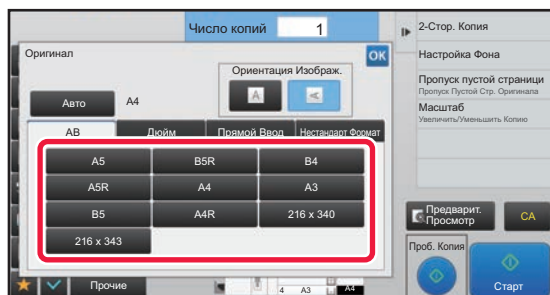 Число копий 1
Оригинал
OK
Ориентация Изображ.
Авто A4
A A
AB Дюйм Прямой Ввод Нестандарт Формат
A5 B5R B4
A5R A4 A3
B5 A4R 216 x 340
216 x 343
Прочие
4 A3 A4
2-Стор. Копия
Настройка Фона
Пропуск пустой страници
Пропуск Пустой Стр. Оригинала
Масштаб
Увеличить/Уменьшить Копию
Предварит.
Просмотр
CA
Проб. Копия
Старт